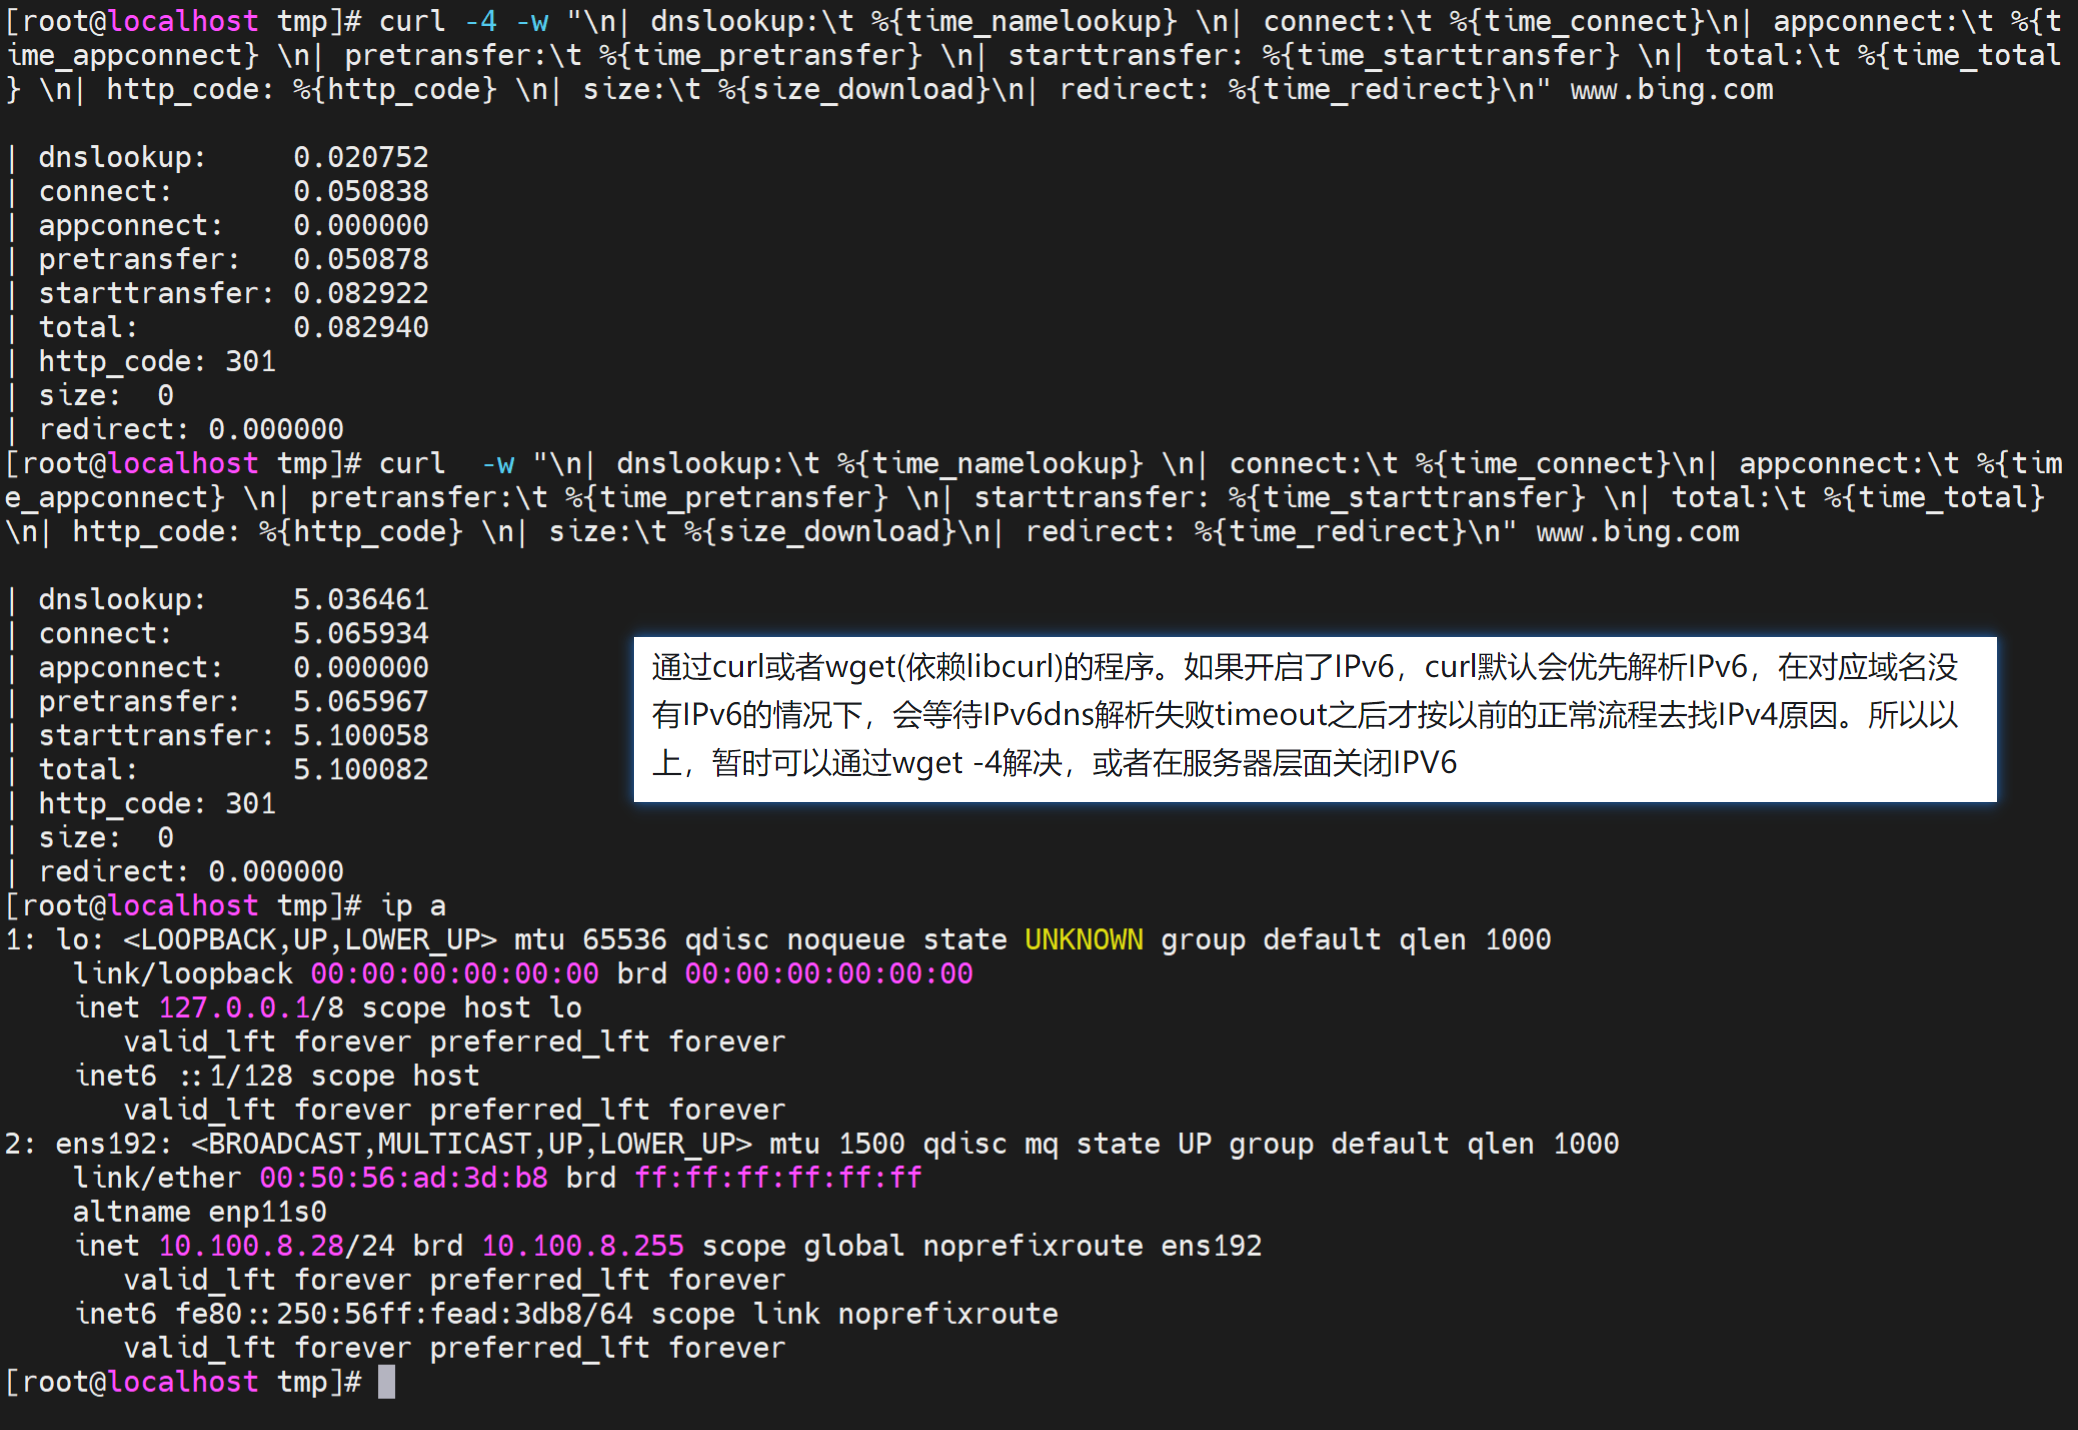 [root@localhost tmp]# curl -4 -w "\n| dnslookup:\t %{time_namelookup} \n| connect:\t %{time_connect}\n| appconnect:\t %{t
ime_appconnect} \n| pretransfer:\t %{time_pretransfer} \n| starttransfer: %{time_starttransfer} \n| total:\t %{time_total
} \n| http_code: %{http_code} \n| size:\t %{size_download}\n| redirect: %{time_redirect}\n" www.bing.com
| dnslookup:     0.020752
| connect:       0.050838
| appconnect:    0.000000
| pretransfer:   0.050878
| starttransfer: 0.082922
| total:         0.082940
| http_code: 301
| size:  0
| redirect: 0.000000
[root@localhost tmp]# curl  -w "\n| dnslookup:\t %{time_namelookup} \n| connect:\t %{time_connect}\n| appconnect:\t %{tim
e_appconnect} \n| pretransfer:\t %{time_pretransfer} \n| starttransfer: %{time_starttransfer} \n| total:\t %{time_total}
\n| http_code: %{http_code} \n| size:\t %{size_download}\n| redirect: %{time_redirect}\n" www.bing.com
| dnslookup:     5.036461
| connect:       5.065934
| appconnect:    0.000000
| pretransfer:   5.065967
| starttransfer: 5.100058
| total:         5.100082
| http_code: 301
| size:  0
| redirect: 0.000000
通过curl或者wget(依赖libcurl)的程序。如果开启了IPv6，curl默认会优先解析IPv6，在对应域名没
有IPv6的情况下，会等待IPv6dns解析失败timeout之后才按以前的正常流程去找IPv4原因。所以以
上，暂时可以通过wget -4解决，或者在服务器层面关闭IPV6
[root@localhost tmp]# ip a
1: lo: <LOOPBACK,UP,LOWER_UP> mtu 65536 qdisc noqueue state UNKNOWN group default qlen 1000
    link/loopback 00:00:00:00:00:00 brd 00:00:00:00:00:00
    inet 127.0.0.1/8 scope host lo
       valid_lft forever preferred_lft forever
    inet6 ::1/128 scope host
       valid_lft forever preferred_lft forever
2: ens192: <BROADCAST,MULTICAST,UP,LOWER_UP> mtu 1500 qdisc mq state UP group default qlen 1000
    link/ether 00:50:56:ad:3d:b8 brd ff:ff:ff:ff:ff:ff
    altname enp11s0
    inet 10.100.8.28/24 brd 10.100.8.255 scope global noprefixroute ens192
       valid_lft forever preferred_lft forever
    inet6 fe80::250:56ff:fead:3db8/64 scope link noprefixroute
       valid_lft forever preferred_lft forever
[root@localhost tmp]#